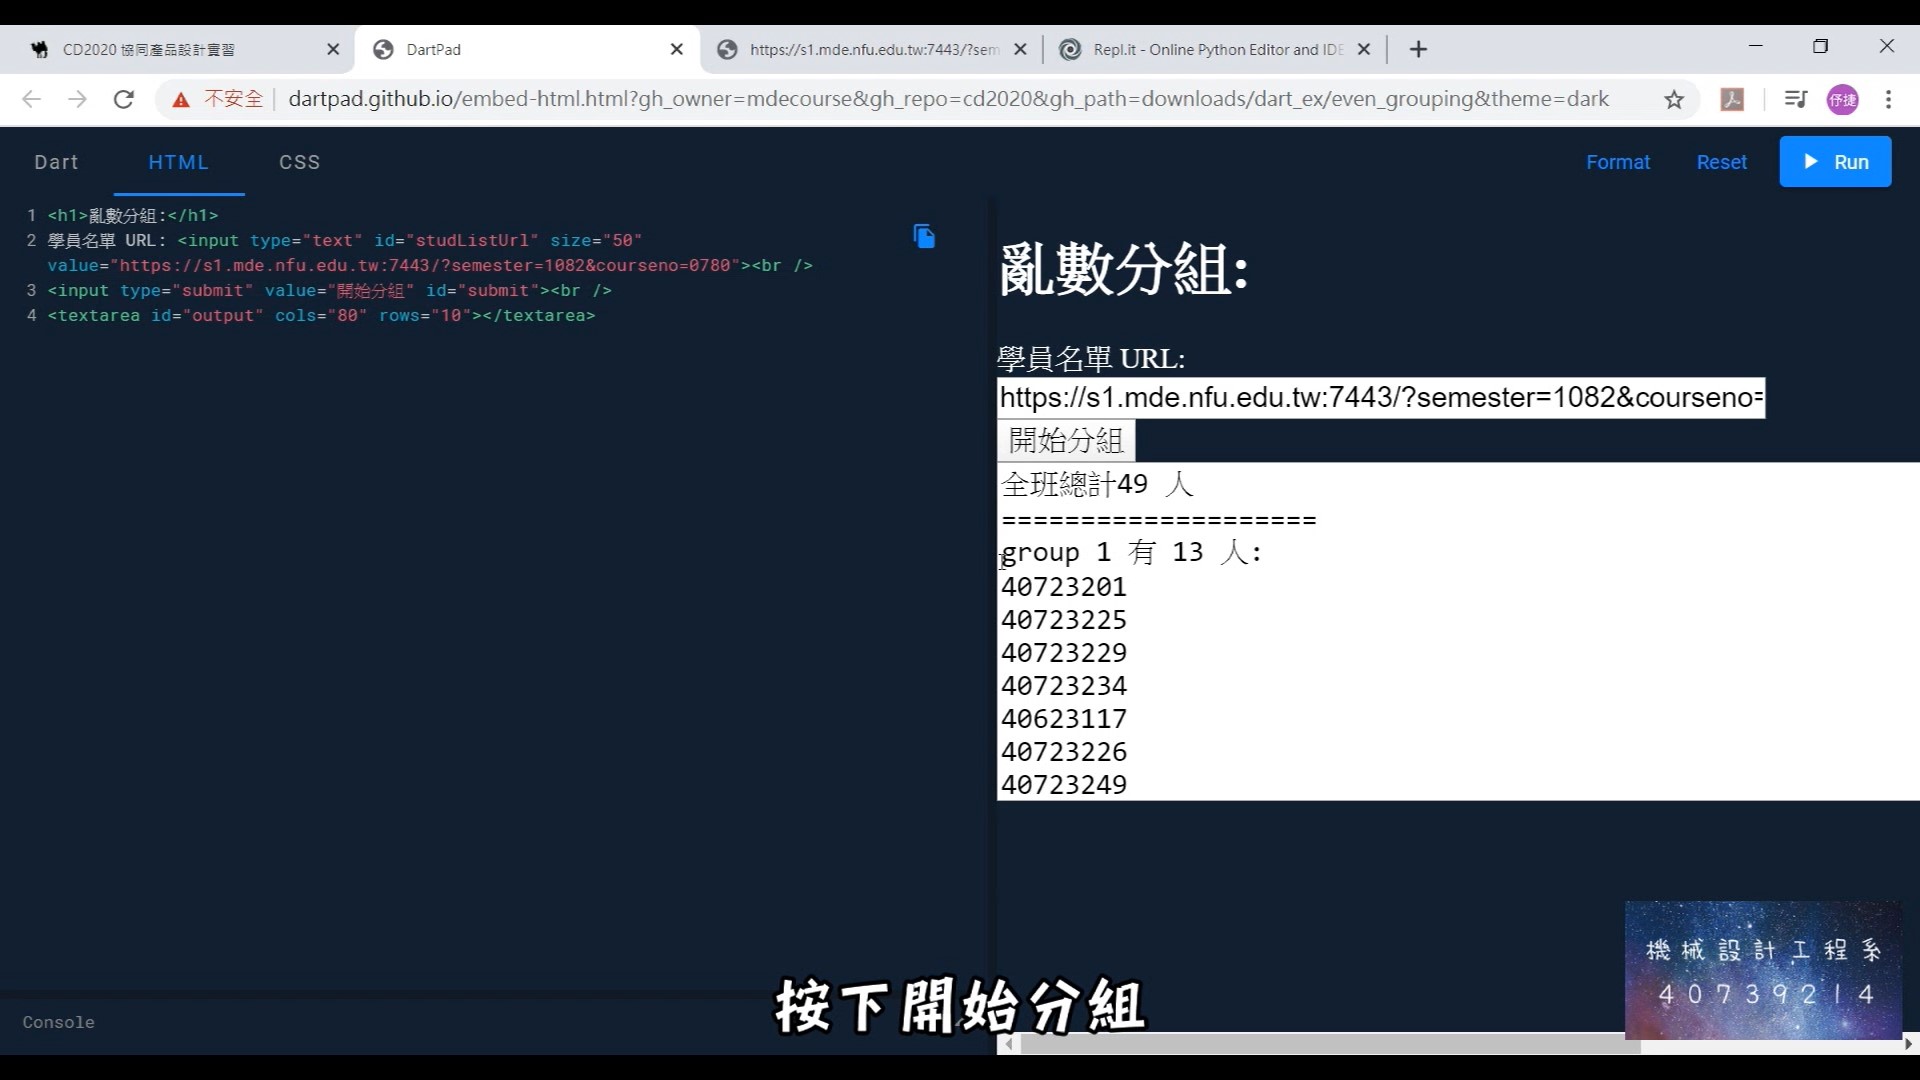 CD2020 協同產品設計實習
DartPad
https://s1.mde.nfu.edu.tw:7443/?sem
Repl.it - Online Python Editor and IDE
不安全
dartpad.github.io/embed-html.html?gh_owner=mdecourse&gh_repo=cd2020&gh_path=downloads/dart_ex/even_grouping&theme=dark
伃捷
Dart
HTML
CSS
Format
Reset
Run
1 <h1>亂數分組:</h1>
2 學員名單 URL: <input type="text" id="studListUrl" size="50"
value="https://s1.mde.nfu.edu.tw:7443/?semester=1082&courseno=0780"><br />
3 <input type="submit" value="開始分組" id="submit"><br />
4 <textarea id="output" cols="80" rows="10"></textarea>
亂數分組:
學員名單 URL:
https://s1.mde.nfu.edu.tw:7443/?semester=1082&courseno=
開始分組
全班總計49 人
====================
group 1 有 13 人:
40723201
40723225
40723229
40723234
40623117
40723226
40723249
機械設計工程系
40739214
按下開始分組
Console